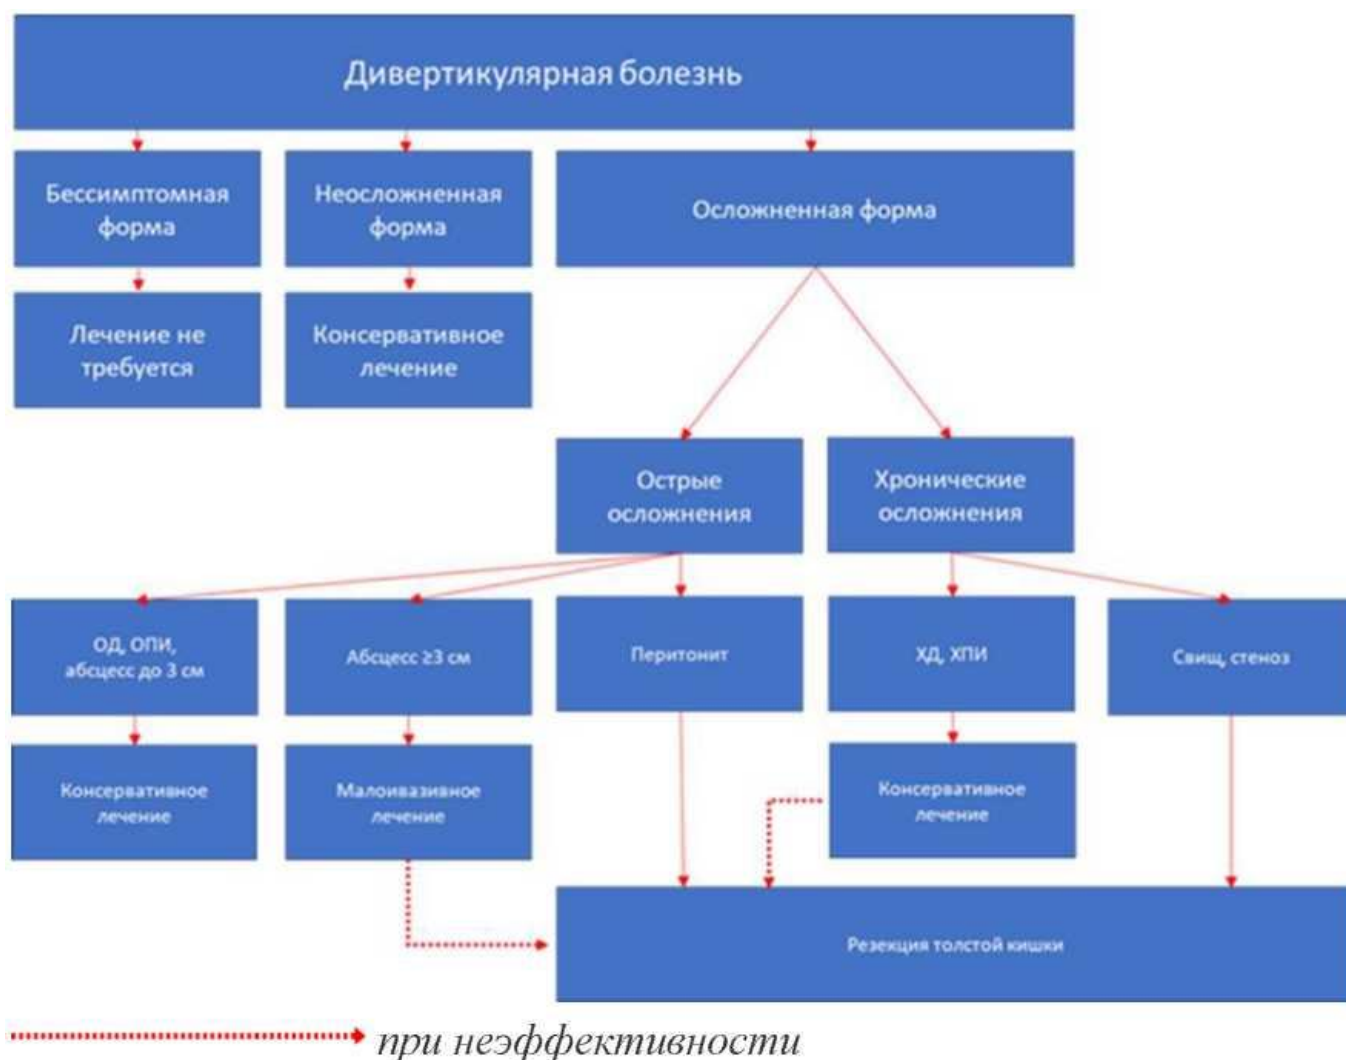 Дивертикулярная болезнь
Бессимптомная
форма
Неосложненная
форма
Осложненная форма
Лечение не
требуется
Консервативное
лечение
Острые
осложнения
Хронические
осложнения
ОД, ОПИ,
абсцесс до 3 см
Абсцесс ≥3 см
Перитонит
ХД, ХПИ
Свищ, стеноз
Консервативное
лечение
Малоивазивное
лечение
Консервативное
лечение
Резекция толстой кишки
при неэффективности